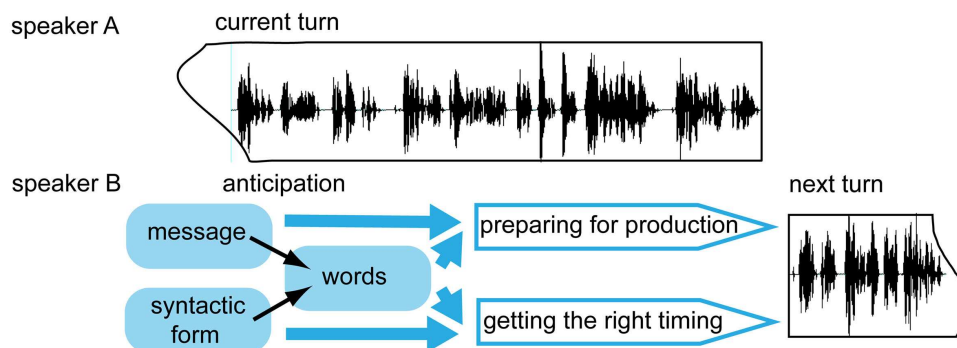 speaker A
current turn
speaker B
anticipation
next turn
message
preparing for production
words
syntactic
form
getting the right timing